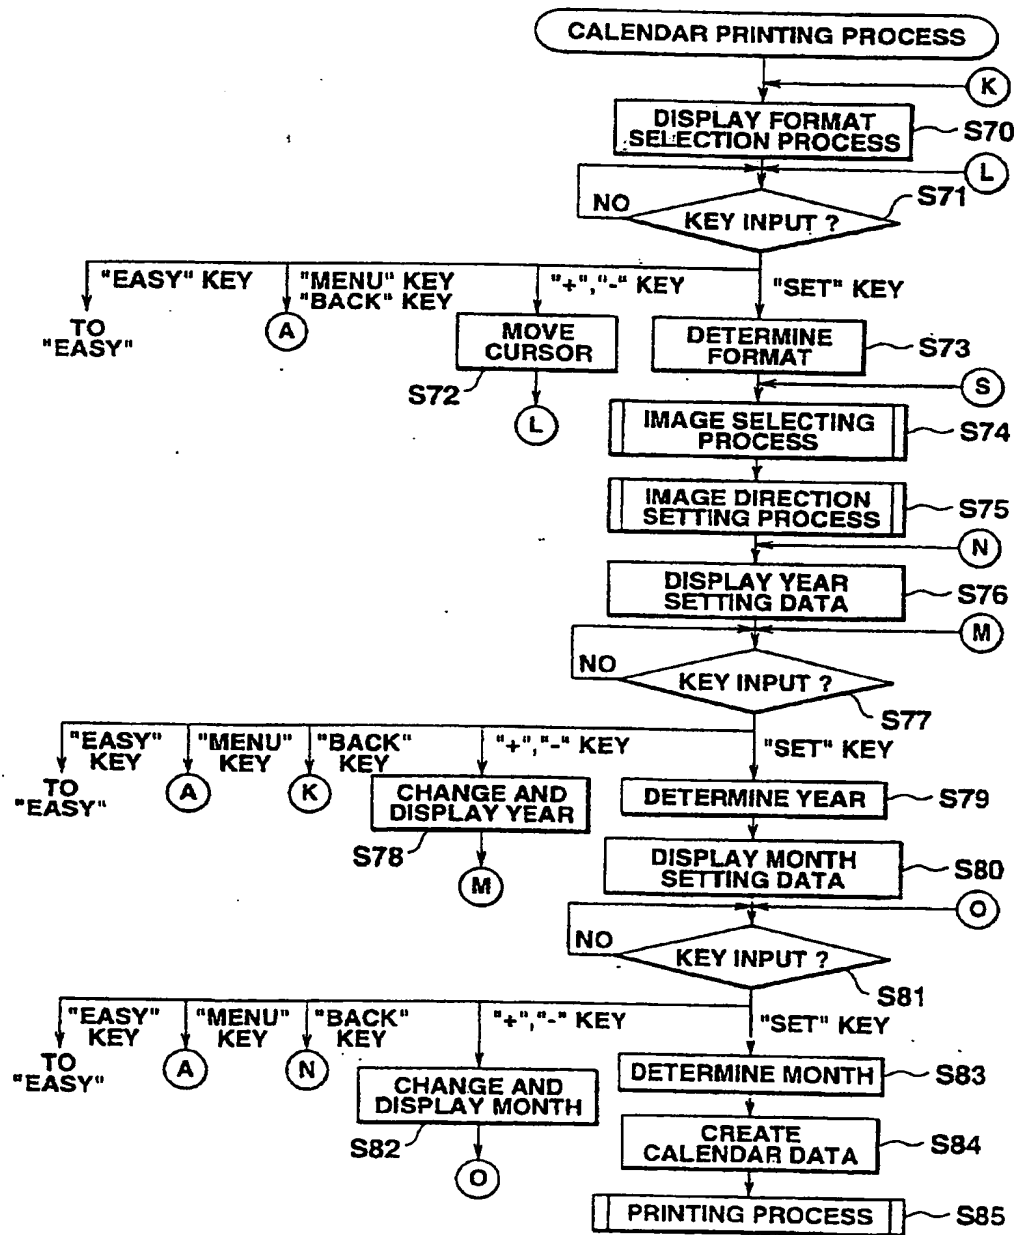 CALENDAR PRINTING PROCESS
K
DISPLAY FORMAT
SELECTION PROCESS
S70
L
NO
KEY INPUT ?
S71
"EASY" KEY
"MENU" KEY
"BACK" KEY
"+","-" KEY
"SET" KEY
TO
"EASY"
A
MOVE
CURSOR
S72
L
DETERMINE
FORMAT
S73
S
IMAGE SELECTING
PROCESS
S74
IMAGE DIRECTION
SETTING PROCESS
S75
N
DISPLAY YEAR
SETTING DATA
S76
M
NO
KEY INPUT ?
S77
"EASY"
KEY
"MENU"
KEY
"BACK"
KEY
"+","-" KEY
"SET" KEY
TO
"EASY"
A
K
CHANGE AND
DISPLAY YEAR
S78
M
DETERMINE YEAR
S79
DISPLAY MONTH
SETTING DATA
S80
O
NO
KEY INPUT ?
S81
"EASY"
KEY
"MENU"
KEY
"BACK"
KEY
"+","-" KEY
"SET" KEY
TO
"EASY"
A
N
CHANGE AND
DISPLAY MONTH
S82
O
DETERMINE MONTH
S83
CREATE
CALENDAR DATA
S84
PRINTING PROCESS
S85